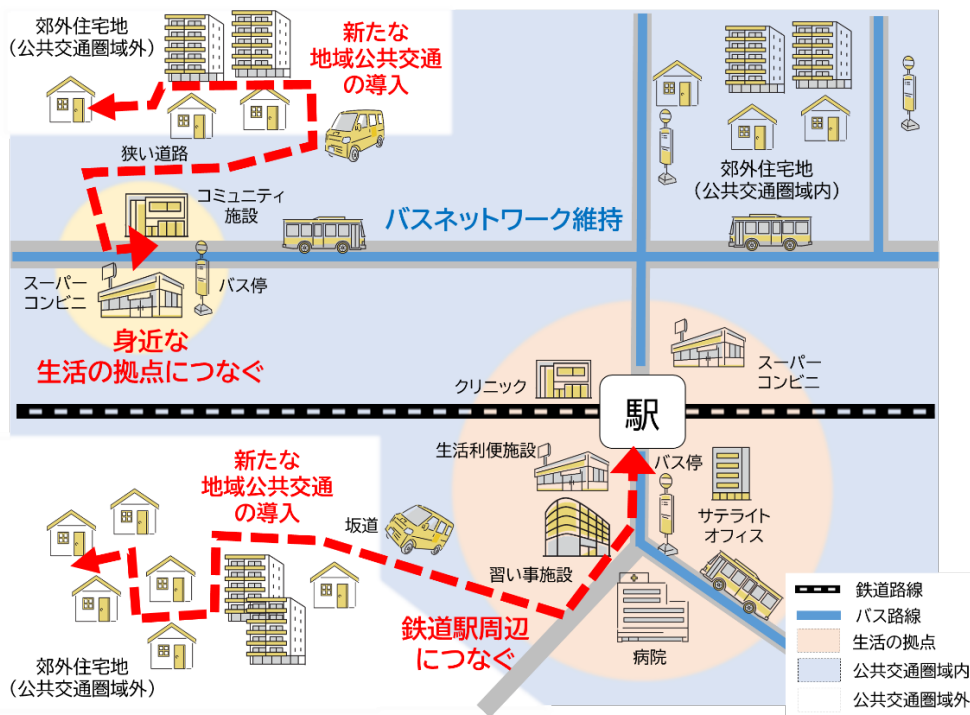 郊外住宅地
（公共交通圏域外）
新たな
地域公共交通
の導入
狭い道路
コミュニティ
施設
バスネットワーク維持
郊外住宅地
（公共交通圏域内）
スーパー
コンビニ
バス停
身近な
生活の拠点につなぐ
クリニック
スーパー
コンビニ
駅
生活利便施設
バス停
新たな
地域公共交通
の導入
坂道
サテライト
オフィス
習い事施設
鉄道駅周辺
につなぐ
病院
郊外住宅地
（公共交通圏域外）
鉄道路線
バス路線
生活の拠点
公共交通圏域内
公共交通圏域外